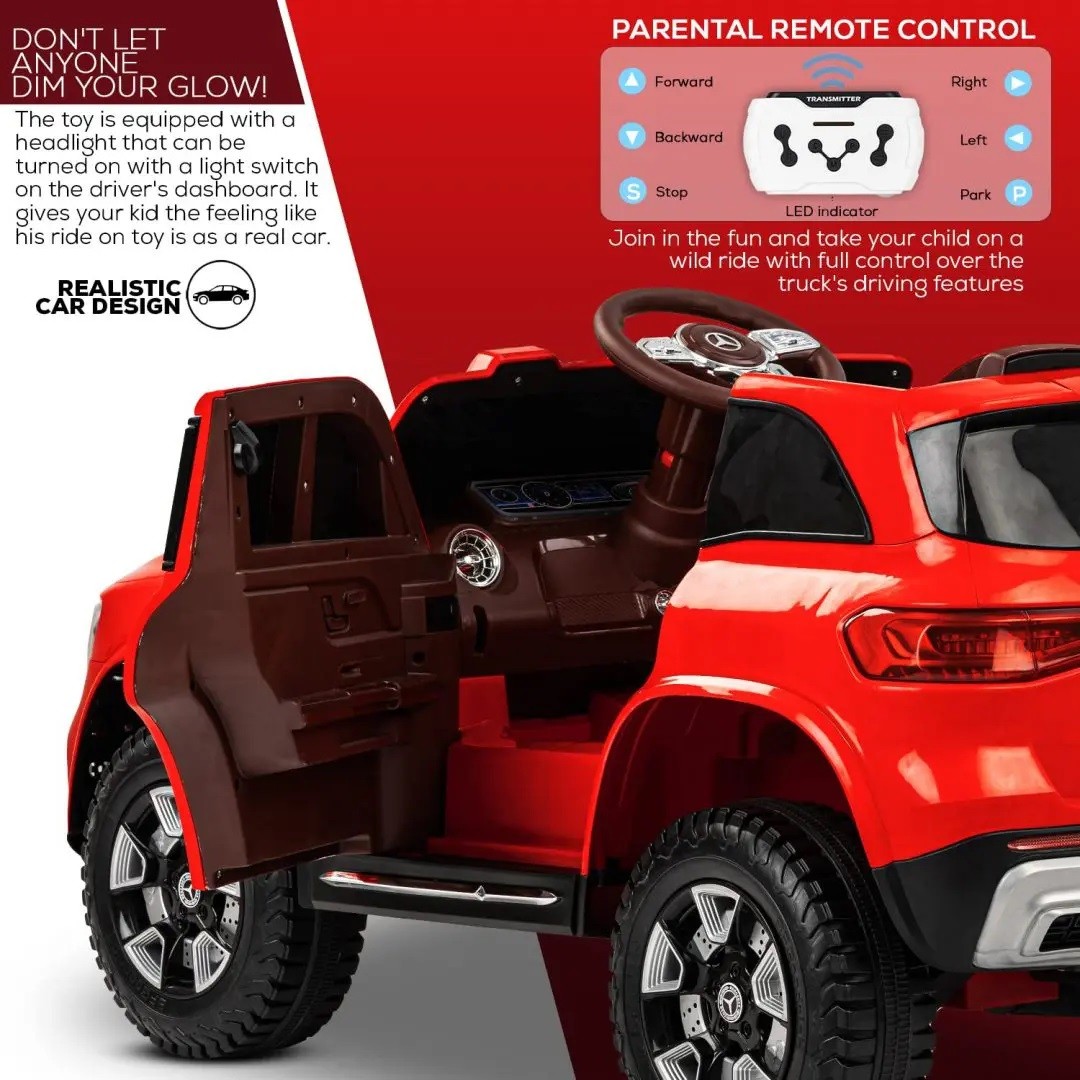 DON'T LET
ANYONE
DIM YOUR GLOW!
The toy is equipped with a
headlight that can be
turned on with a light switch
on the driver's dashboard. It
gives your kid the feeling like
his ride on toy is as a real car.
REALISTIC
CAR DESIGN
PARENTAL REMOTE CONTROL
Forward
Backward
S Stop
TRANSMITTER
LED indicator
Right
Left
Park P
Join in the fun and take your child on a
wild ride with full control over the
truck's driving features